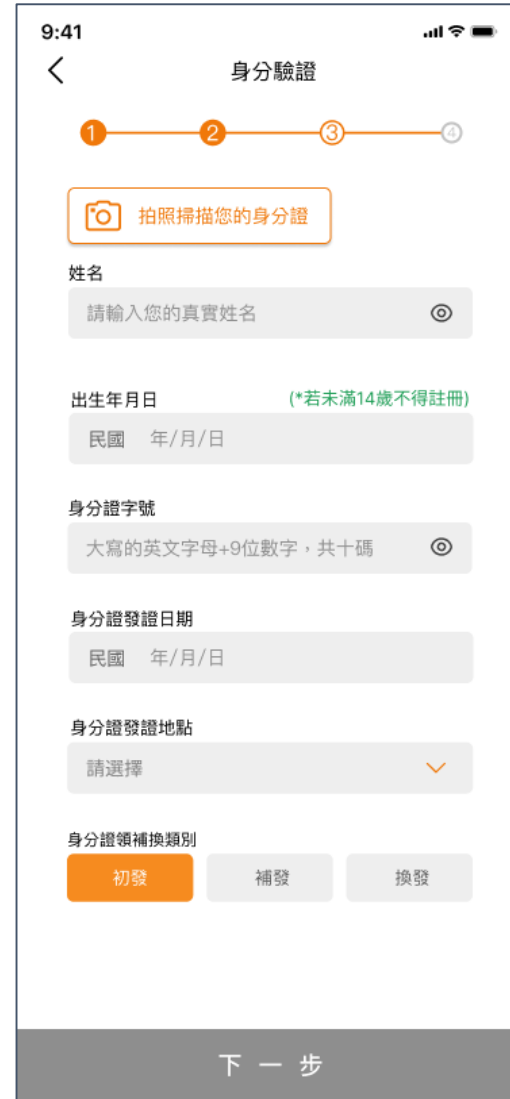 9:41
身分驗證
1 2 3 4
拍照掃描您的身分證
姓名
請輸入您的真實姓名
出生年月日 (*若未滿14歲不得註冊)
民國 年/月/日
身分證字號
大寫的英文字母+9位數字，共十碼
身分證發證日期
民國 年/月/日
身分證發證地點
請選擇
身分證領補換類別
初發 補發 換發
下一步